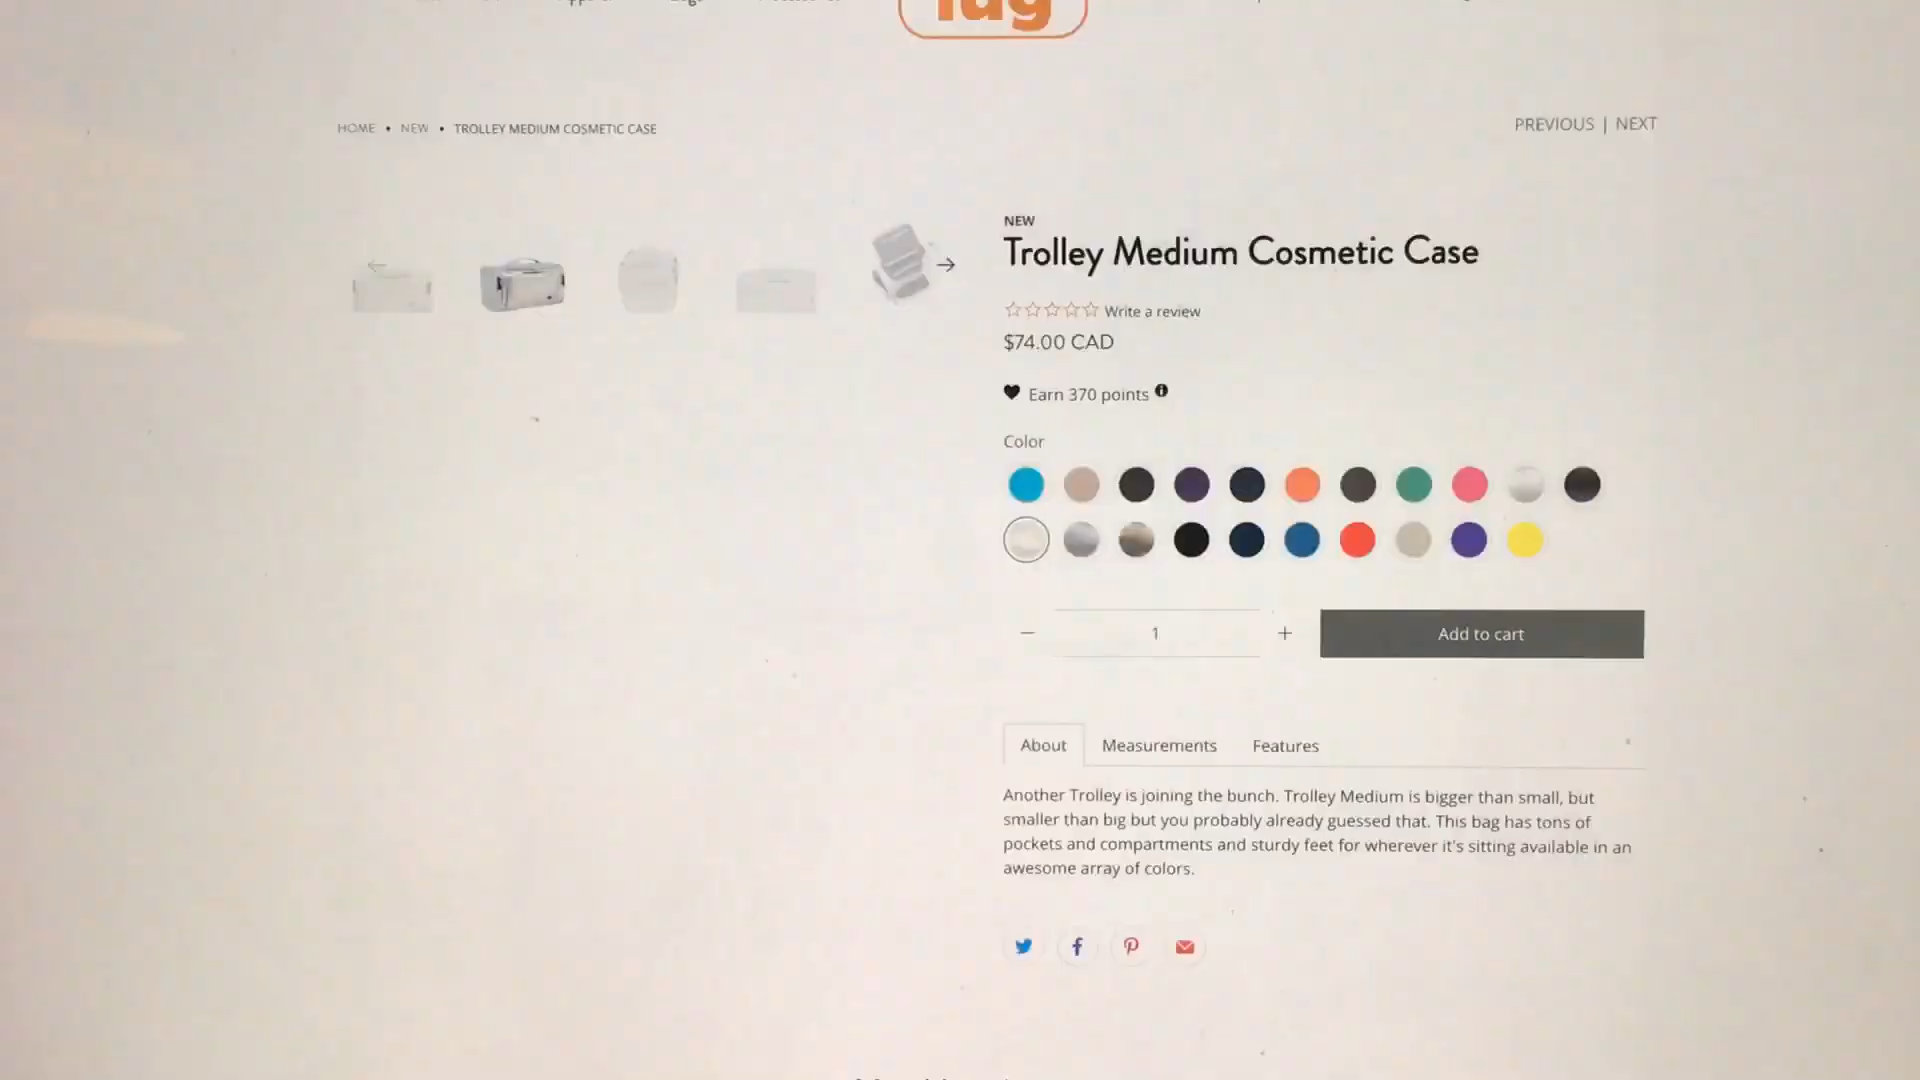 HOME • NEW • TROLLEY MEDIUM COSMETIC CASE
PREVIOUS | NEXT
NEW
Trolley Medium Cosmetic Case
Write a review
$74.00 CAD
Earn 370 points
Color
1
Add to cart
About
Measurements
Features
Another Trolley is joining the bunch. Trolley Medium is bigger than small, but
smaller than big but you probably already guessed that. This bag has tons of
pockets and compartments and sturdy feet for wherever it's sitting available in an
awesome array of colors.